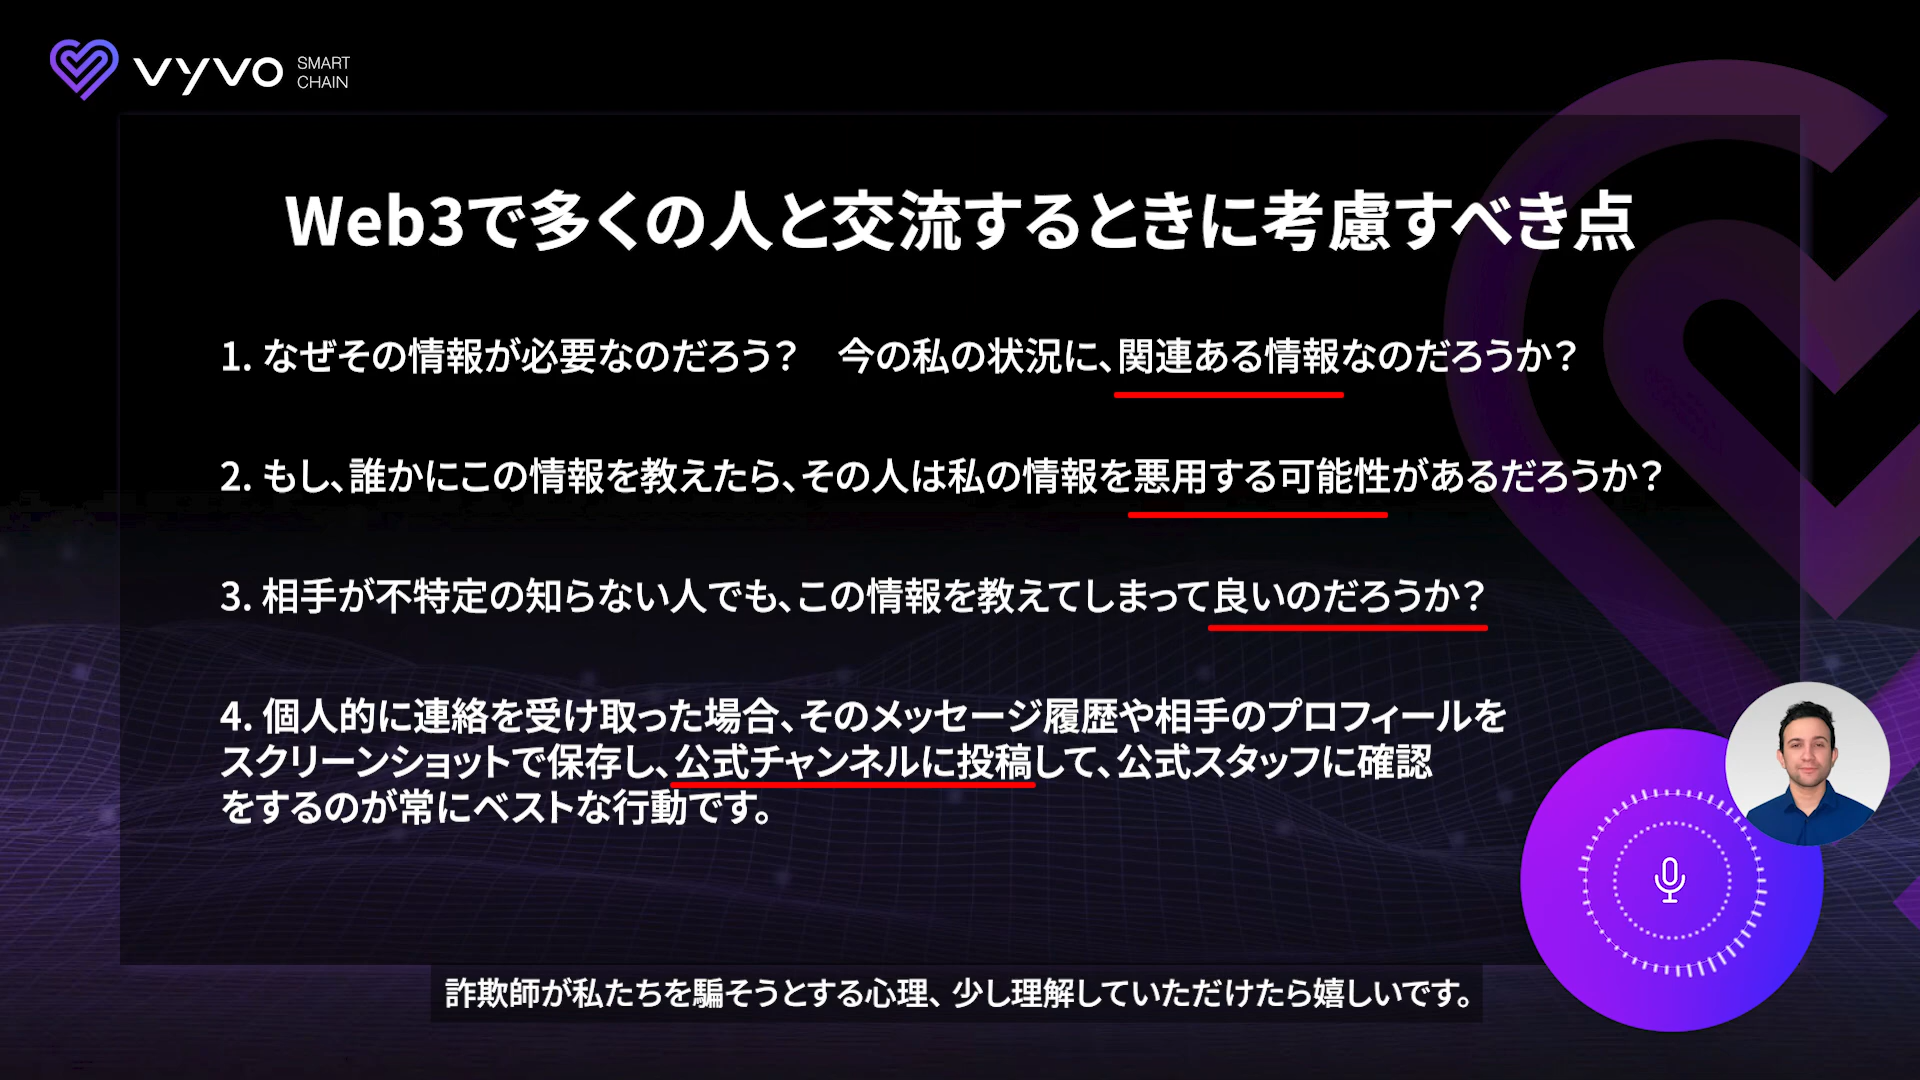 vyvo SMART
CHAIN
Web3で多くの人と交流するときに考慮すべき点
1. なぜその情報が必要なのだろう？　今の私の状況に、関連ある情報なのだろうか？
2. もし、誰かにこの情報を教えたら、その人は私の情報を悪用する可能性があるだろうか？
3. 相手が不特定の知らない人でも、この情報を教えてしまって良いのだろうか？
4. 個人的に連絡を受け取った場合、そのメッセージ履歴や相手のプロフィールを
スクリーンショットで保存し、公式チャンネルに投稿して、公式スタッフに確認
をするのが常にベストな行動です。
詐欺師が私たちを騙そうとする心理、少し理解していただけたら嬉しいです。